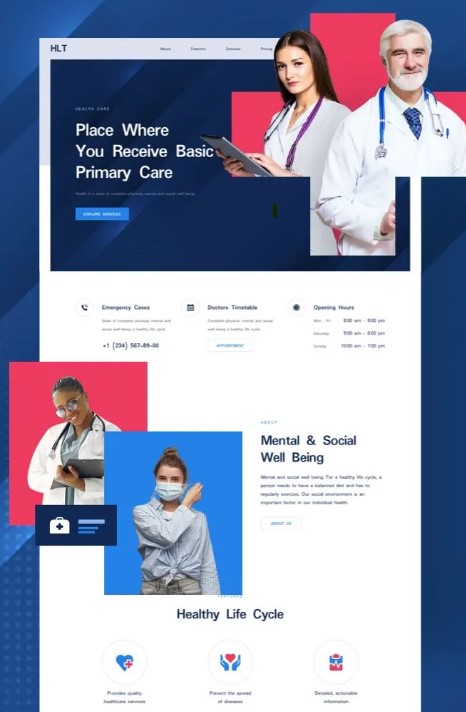 HLT
About Features Services Pricing
HEALTH CARE
Place Where
You Receive Basic
Primary Care
Health is a state of complete physical, mental and social well being.
EXPLORE SERVICES
Emergency Cases
State of complete physical, mental and
social well being a healthy life cycle.
+1 (234) 567-89-00
Doctors Timetable
Complete physical, mental and social
well being a healthy life cycle.
APPOINTMENT
Opening Hours
Mon - Fri 8:00 am - 9:00 pm
Saturday 9:00 am - 8:00 pm
Sunday 10:00 am - 7:00 pm
ABOUT
Mental & Social
Well Being
Mental and social well being. For a healthy life cycle, a
person needs to have a balanced diet and has to
regularly exercise. Our social environment is an
important factor in our individual health.
ABOUT US
FEATURES
Healthy Life Cycle
Provides quality
healthcare services
Prevent the spread
of diseases
Detailed, actionable
information